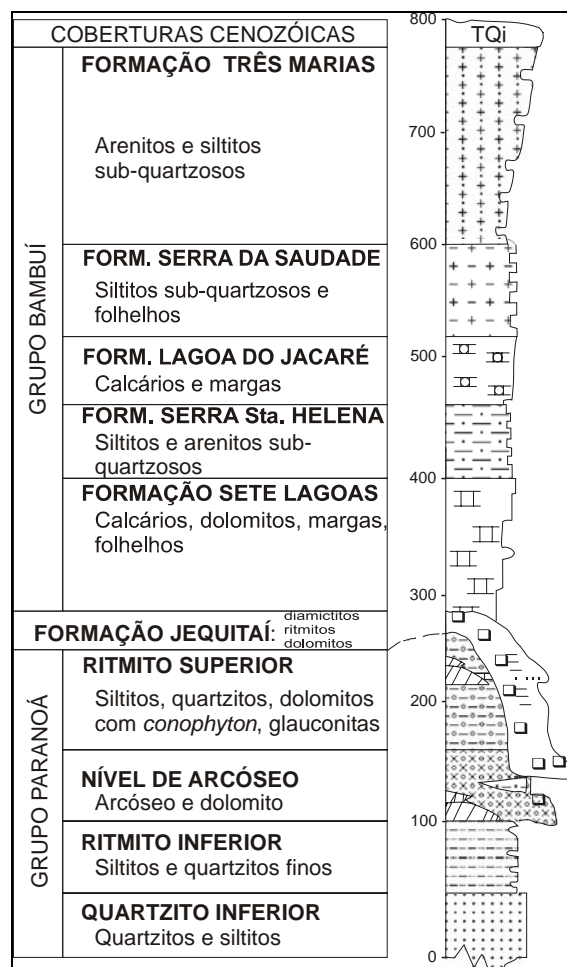 COBERTURAS CENOZÓICAS
TQi
800
GRUPO BAMBUÍ
FORMAÇÃO TRÊS MARIAS
Arenitos e siltitos
sub-quartzosos
700
600
FORM. SERRA DA SAUDADE
Siltitos sub-quartzosos e
folhelhos
500
FORM. LAGOA DO JACARÉ
Calcários e margas
FORM. SERRA Sta. HELENA
Siltitos e arenitos sub-
quartzosos
400
FORMAÇÃO SETE LAGOAS
Calcários, dolomitos, margas,
folhelhos
300
FORMAÇÃO JEQUITAÍ:
diamictitos
ritmitos
dolomitos
GRUPO PARANOÁ
RITMITO SUPERIOR
Siltitos, quartzitos, dolomitos
com conophyton, glauconitas
200
NÍVEL DE ARCÓSEO
Arcóseo e dolomito
100
RITMITO INFERIOR
Siltitos e quartzitos finos
QUARTZITO INFERIOR
Quartzitos e siltitos
0